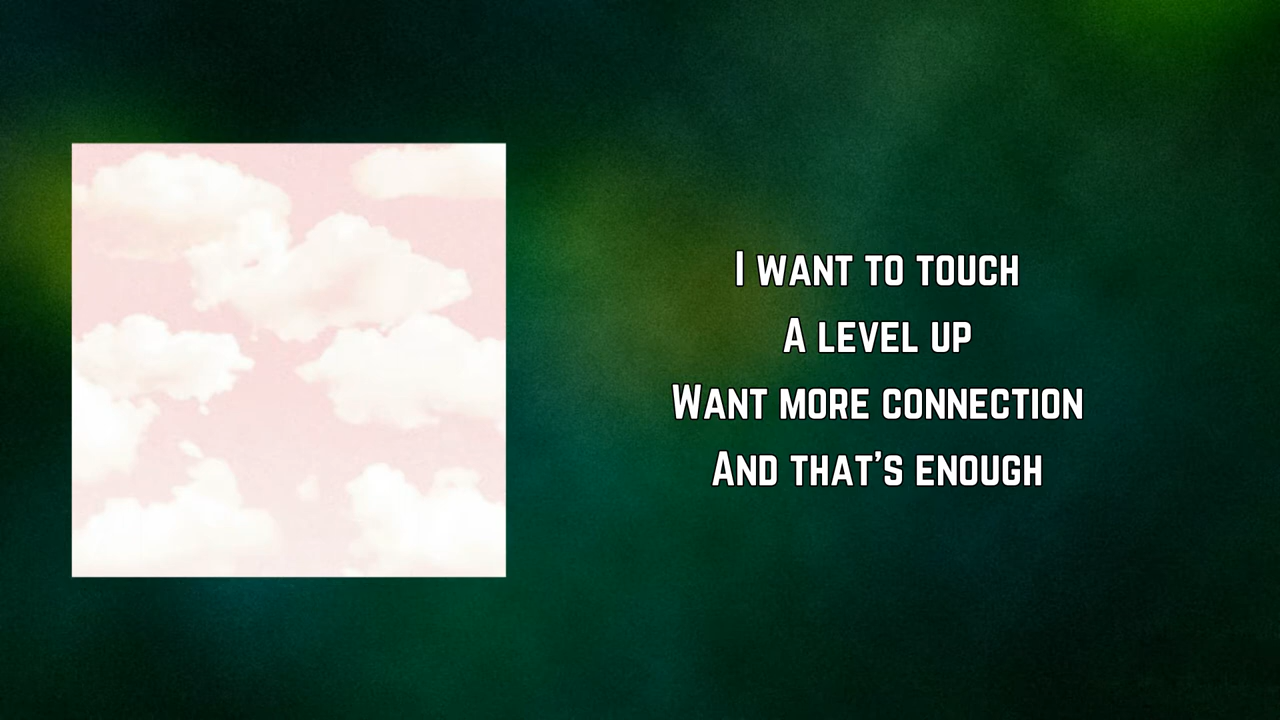 I want to touch
A level up
Want more connection
And that's enough